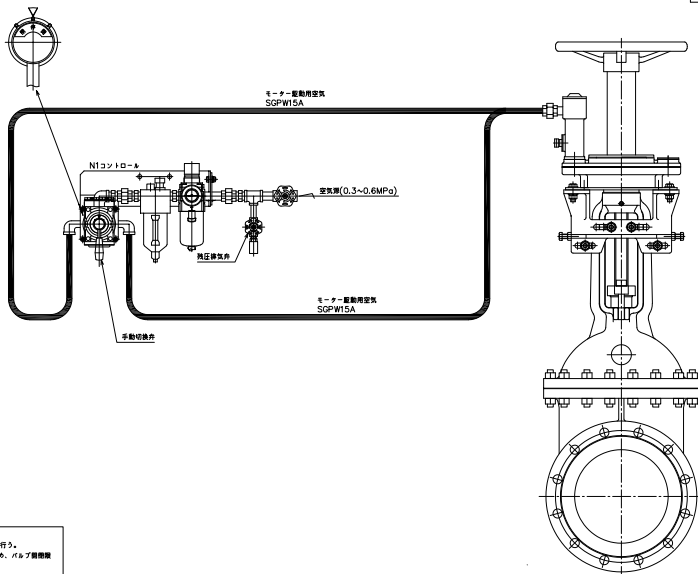 モーター駆動用空気
SGPW15A
N1コントロール
空気源(0.3~0.6MPa)
残圧排気弁
モーター駆動用空気
SGPW15A
手動切換弁
行う。
め、バルブ開閉限